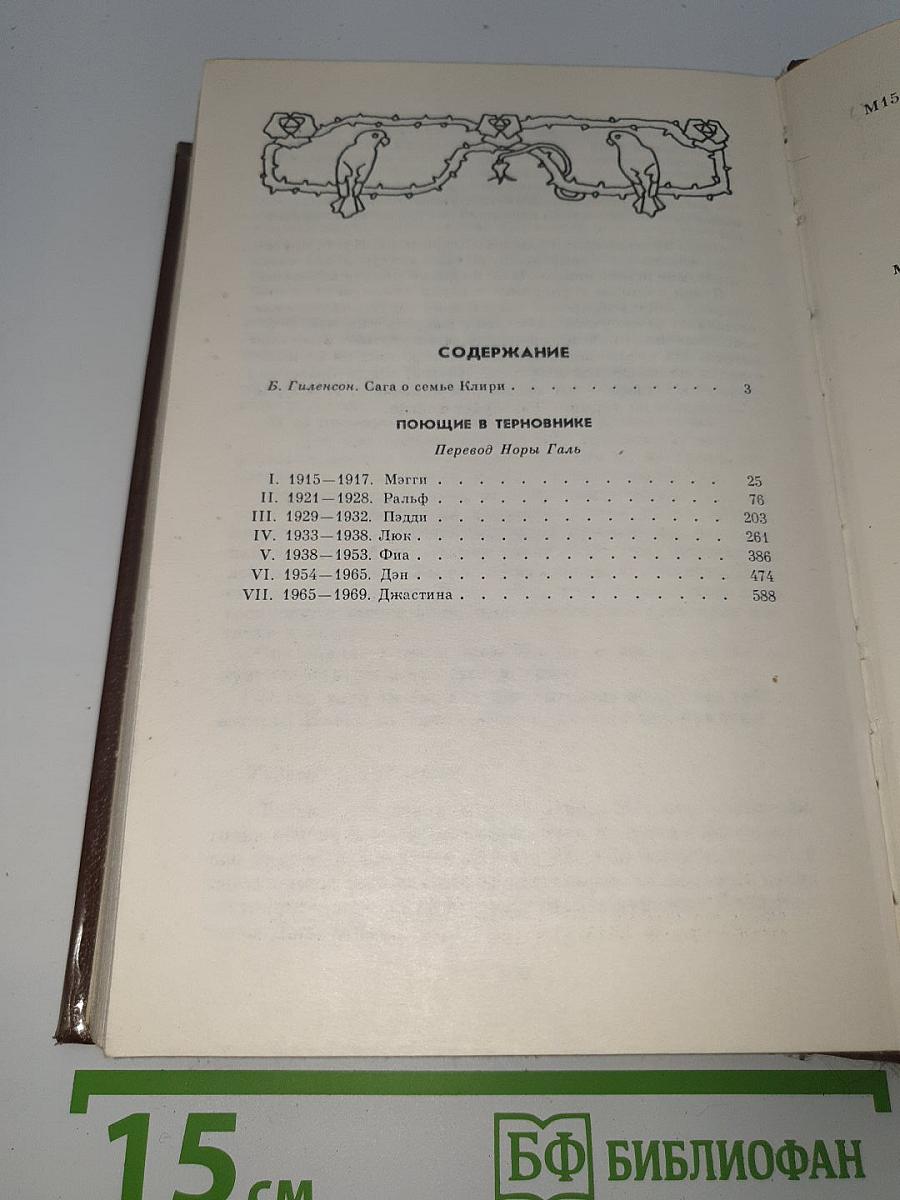 СОДЕРЖАНИЕ
Б. Гиленсон. Сага о семье Клири . . . . . . . . . . . 3
ПОЮЩИЕ В ТЕРНОВНИКЕ
Перевод Норы Галь
I. 1915—1917. Мэгги . . . . . . . . . . . . . . . 25
II. 1921—1928. Ральф . . . . . . . . . . . . . . . 76
III. 1929—1932. Пэдди . . . . . . . . . . . . . . . 203
IV. 1933—1938. Люк . . . . . . . . . . . . . . . . 261
V. 1938—1953. Фиа . . . . . . . . . . . . . . . . 386
VI. 1954—1965. Дэн . . . . . . . . . . . . . . . . 474
VII. 1965—1969. Джастина . . . . . . . . . . . . . . 588
М15
15 см
БФ БИБЛИОФАН